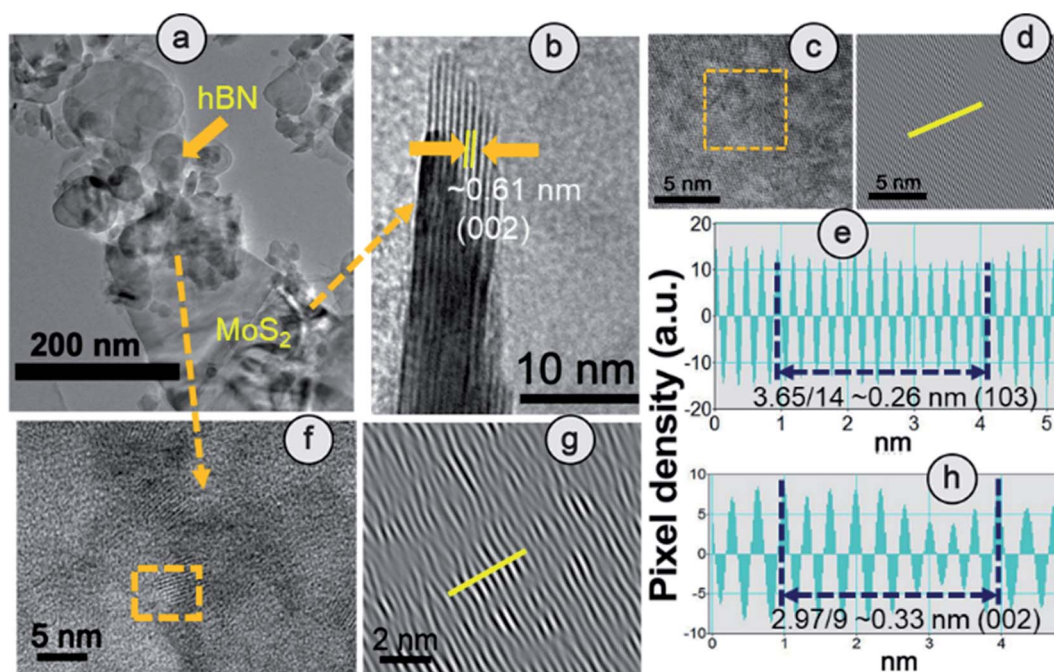 a
hBN
MoS₂
200 nm
b
~0.61 nm
(002)
10 nm
c
5 nm
d
5 nm
e
Pixel density (a.u.)
20
10
0
-10
-20
3.65/14 ~0.26 nm (103)
0 1 2 3 4 5
nm
f
5 nm
g
2 nm
h
10
5
0
-5
-10
2.97/9 ~0.33 nm (002)
0 1 2 3 4
nm